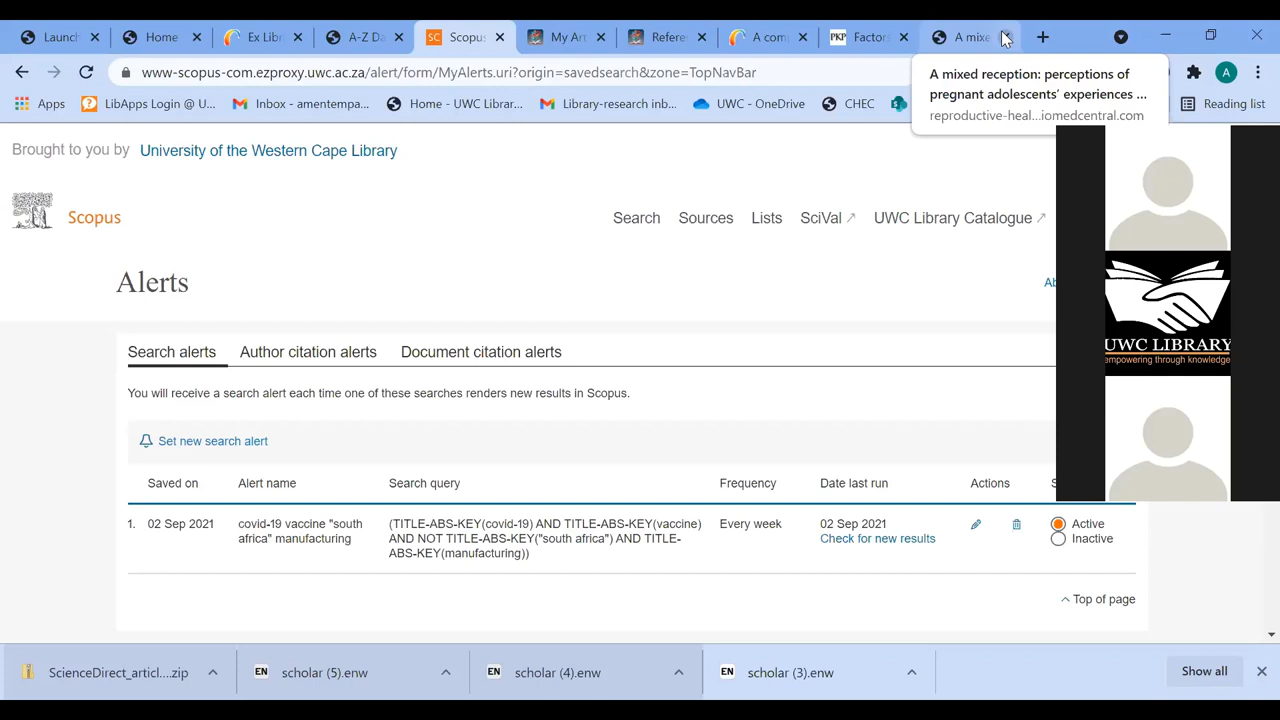 Launch
Home
Ex Lib
A-Z Da
SC Scopus
My Art
Refere
A com
PKP Factors
A mixe
www-scopus-com.ezproxy.uwc.ac.za/alert/form/MyAlerts.uri?origin=savedsearch&zone=TopNavBar
A
Apps
LibApps Login @ U...
Inbox - amentempa...
Home - UWC Librar...
Library-research inb...
UWC - OneDrive
CHEC
Reading list
A mixed reception: perceptions of
pregnant adolescents' experiences ...
reproductive-heal...iomedcentral.com
Brought to you by University of the Western Cape Library
Scopus
Search
Sources
Lists
SciVal
UWC Library Catalogue
Alerts
Ab
Search alerts
Author citation alerts
Document citation alerts
You will receive a search alert each time one of these searches renders new results in Scopus.
Set new search alert
Saved on
Alert name
Search query
Frequency
Date last run
Actions
S
1. 02 Sep 2021
covid-19 vaccine "south
africa" manufacturing
(TITLE-ABS-KEY(covid-19) AND TITLE-ABS-KEY(vaccine)
AND NOT TITLE-ABS-KEY("south africa") AND TITLE-
ABS-KEY(manufacturing))
Every week
02 Sep 2021
Check for new results
Active
Inactive
Top of page
UWC LIBRARY
empowering through knowledge
ScienceDirect_articl....zip
EN scholar (5).enw
EN scholar (4).enw
EN scholar (3).enw
Show all